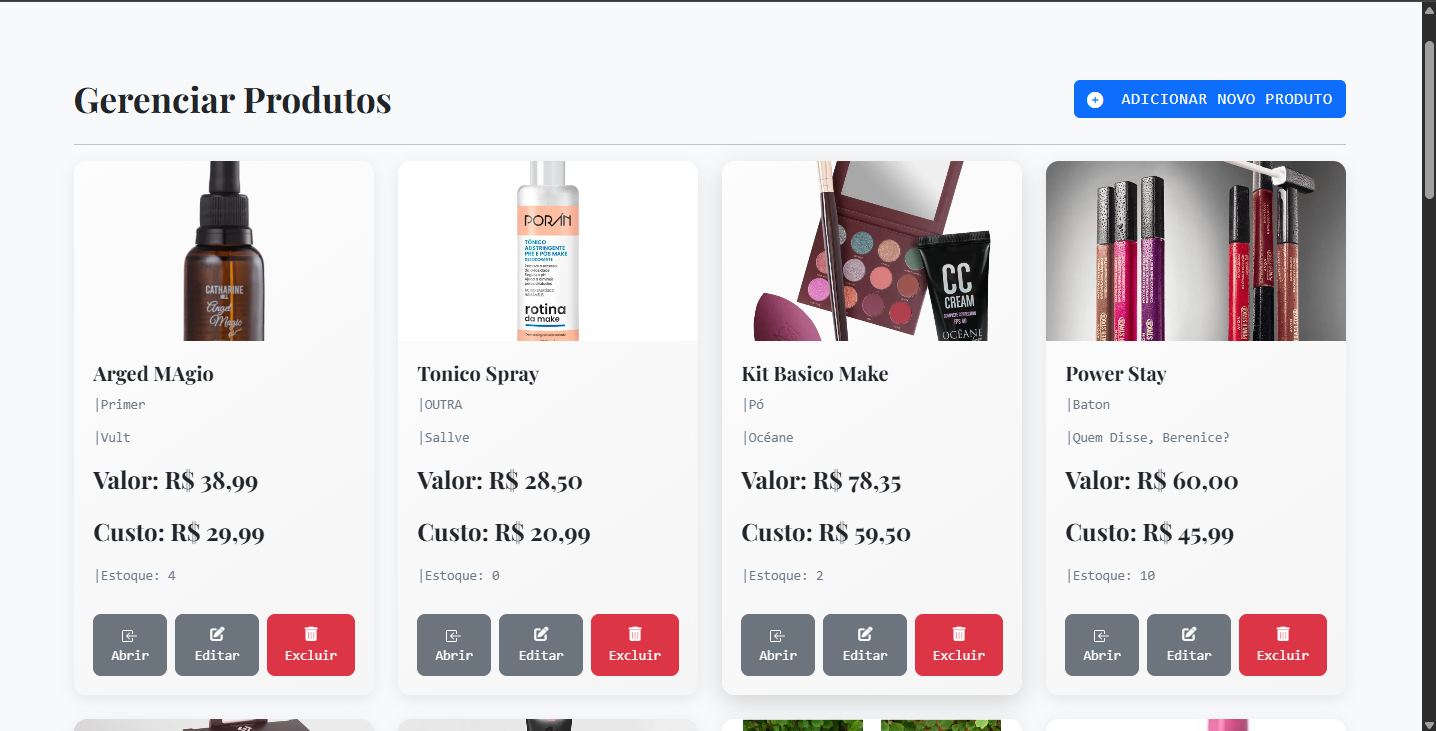 Gerenciar Produtos
ADICIONAR NOVO PRODUTO
CATHARINE
HILL
Angel
Magic
PORÁN
TÔNICO
ADSTRINGENTE
PRÉ E PÓS MAKE
rotina
da make
CC
CREAM
OCÉANE
Arged MAgio
|Primer
|Vult
Valor: R$ 38,99
Custo: R$ 29,99
|Estoque: 4
Abrir
Editar
Excluir
Tonico Spray
|OUTRA
|Sallve
Valor: R$ 28,50
Custo: R$ 20,99
|Estoque: 0
Abrir
Editar
Excluir
Kit Basico Make
|Pó
|Océane
Valor: R$ 78,35
Custo: R$ 59,50
|Estoque: 2
Abrir
Editar
Excluir
Power Stay
|Baton
|Quem Disse, Berenice?
Valor: R$ 60,00
Custo: R$ 45,99
|Estoque: 10
Abrir
Editar
Excluir